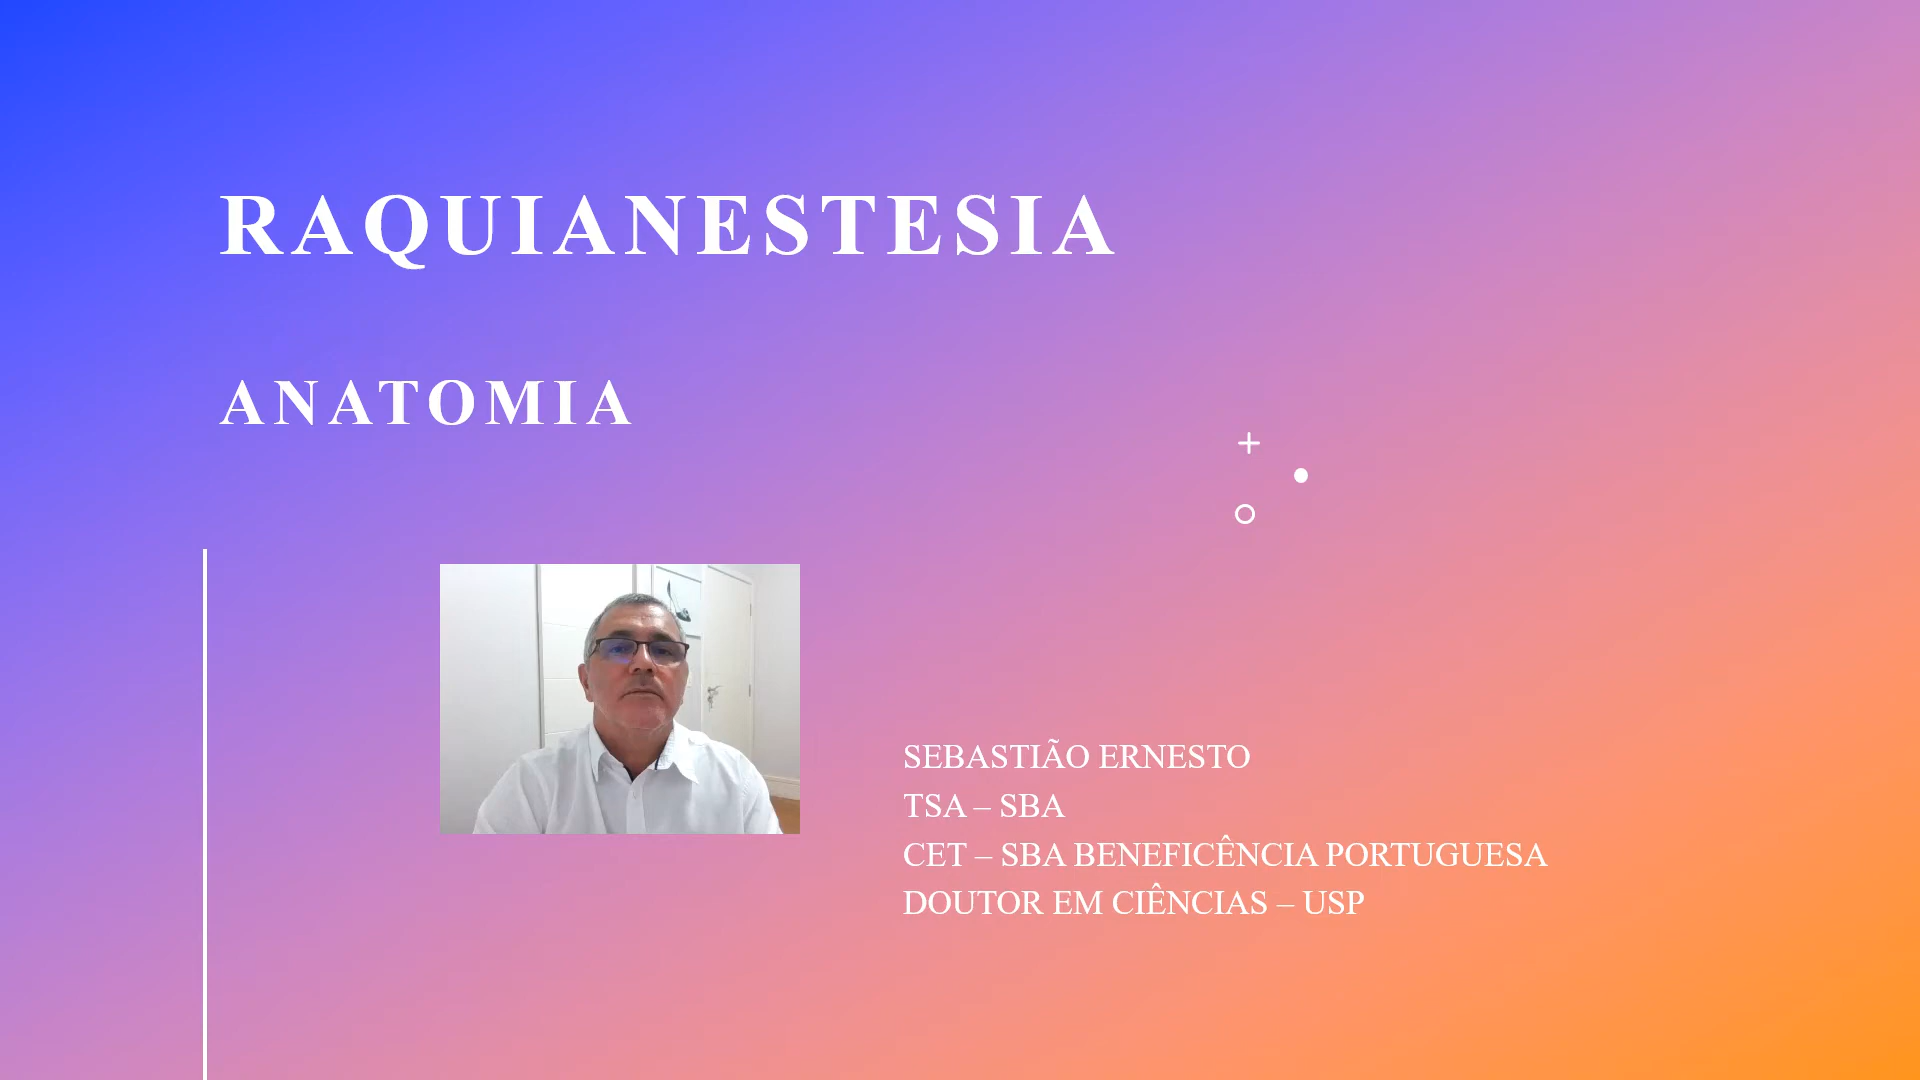 RAQUIANESTESIA
ANATOMIA
SEBASTIÃO ERNESTO
TSA – SBA
CET – SBA BENEFICÊNCIA PORTUGUESA
DOUTOR EM CIÊNCIAS – USP